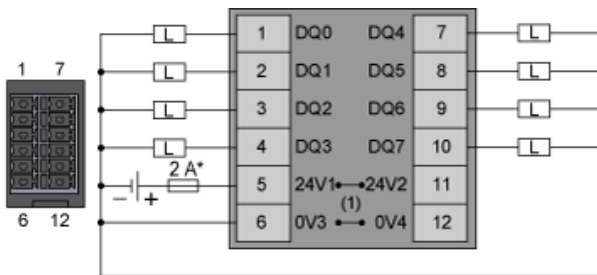 1 7
6 12
L 1 DQ0 DQ4 7 L
L 2 DQ1 DQ5 8 L
L 3 DQ2 DQ6 9 L
L 4 DQ3 DQ7 10 L
− + 2 A* 5 24V1 24V2 11
(1)
6 0V3 0V4 12